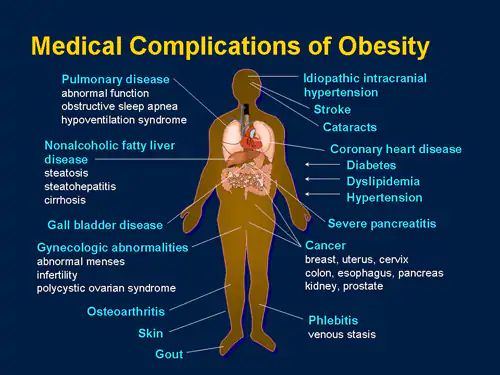 Medical Complications of Obesity
Pulmonary disease
abnormal function
obstructive sleep apnea
hypoventilation syndrome
Nonalcoholic fatty liver
disease
steatosis
steatohepatitis
cirrhosis
Gall bladder disease
Gynecologic abnormalities
abnormal menses
infertility
polycystic ovarian syndrome
Osteoarthritis
Skin
Gout
Idiopathic intracranial
hypertension
Stroke
Cataracts
Coronary heart disease
Diabetes
Dyslipidemia
Hypertension
Severe pancreatitis
Cancer
breast, uterus, cervix
colon, esophagus, pancreas
kidney, prostate
Phlebitis
venous stasis